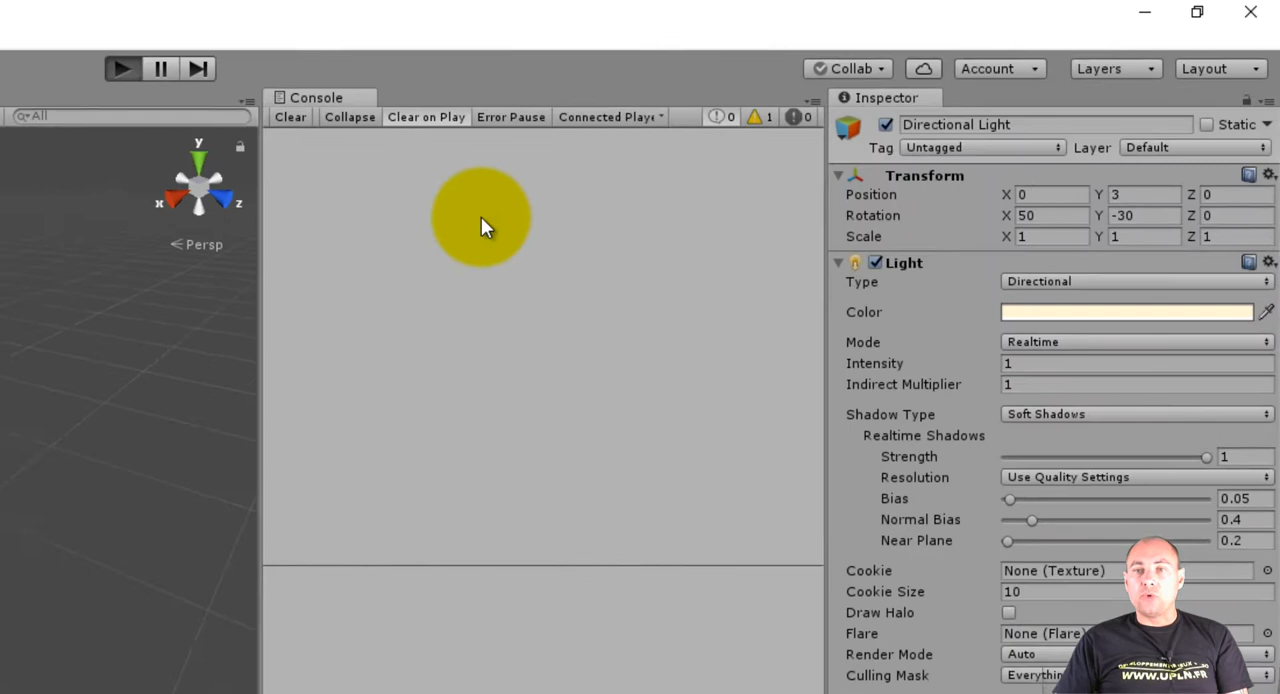 Collab
Account
Layers
Layout
All
Console
Inspector
Clear
Collapse
Clear on Play
Error Pause
Connected Playe
0
1
0
Directional Light
Static
Tag
Untagged
Layer
Default
y
x
z
Persp
Transform
Position
X 0
Y 3
Z 0
Rotation
X 50
Y -30
Z 0
Scale
X 1
Y 1
Z 1
Light
Type
Directional
Color
Mode
Realtime
Intensity
1
Indirect Multiplier
1
Shadow Type
Soft Shadows
Realtime Shadows
Strength
1
Resolution
Use Quality Settings
Bias
0.05
Normal Bias
0.4
Near Plane
0.2
Cookie
None (Texture)
Cookie Size
10
Draw Halo
Flare
None (Flare)
Render Mode
Auto
Culling Mask
Everythin
WWW.UPLN.FR